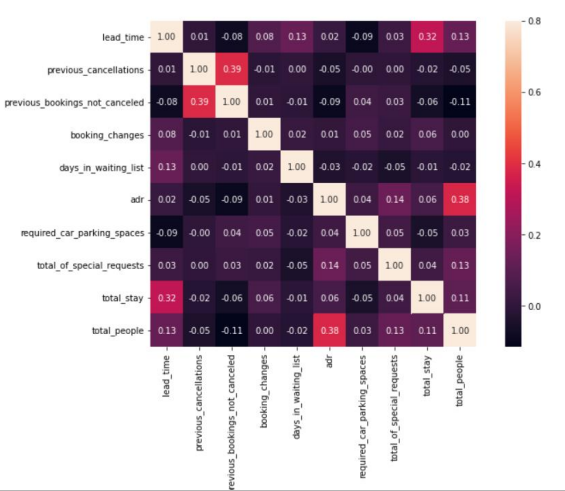 lead_time 1.00 0.01 -0.08 0.08 0.13 0.02 -0.09 0.03 0.32 0.13
previous_cancellations 0.01 1.00 0.39 -0.01 0.00 -0.05 -0.00 0.00 -0.02 -0.05
previous_bookings_not_canceled -0.08 0.39 1.00 0.01 -0.01 -0.09 0.04 0.03 -0.06 -0.11
booking_changes 0.08 -0.01 0.01 1.00 0.02 0.01 0.05 0.02 0.06 0.00
days_in_waiting_list 0.13 0.00 -0.01 0.02 1.00 -0.03 -0.02 -0.05 -0.01 -0.02
adr 0.02 -0.05 -0.09 0.01 -0.03 1.00 0.04 0.14 0.06 0.38
required_car_parking_spaces -0.09 -0.00 0.04 0.05 -0.02 0.04 1.00 0.05 -0.05 0.03
total_of_special_requests 0.03 0.00 0.03 0.02 -0.05 0.14 0.05 1.00 0.04 0.13
total_stay 0.32 -0.02 -0.06 0.06 -0.01 0.06 -0.05 0.04 1.00 0.11
total_people 0.13 -0.05 -0.11 0.00 -0.02 0.38 0.03 0.13 0.11 1.00
lead_time
previous_cancellations
revious_bookings_not_canceled
booking_changes
days_in_waiting_list
adr
required_car_parking_spaces
total_of_special_requests
total_stay
total_people
0.8
0.6
0.4
0.2
0.0